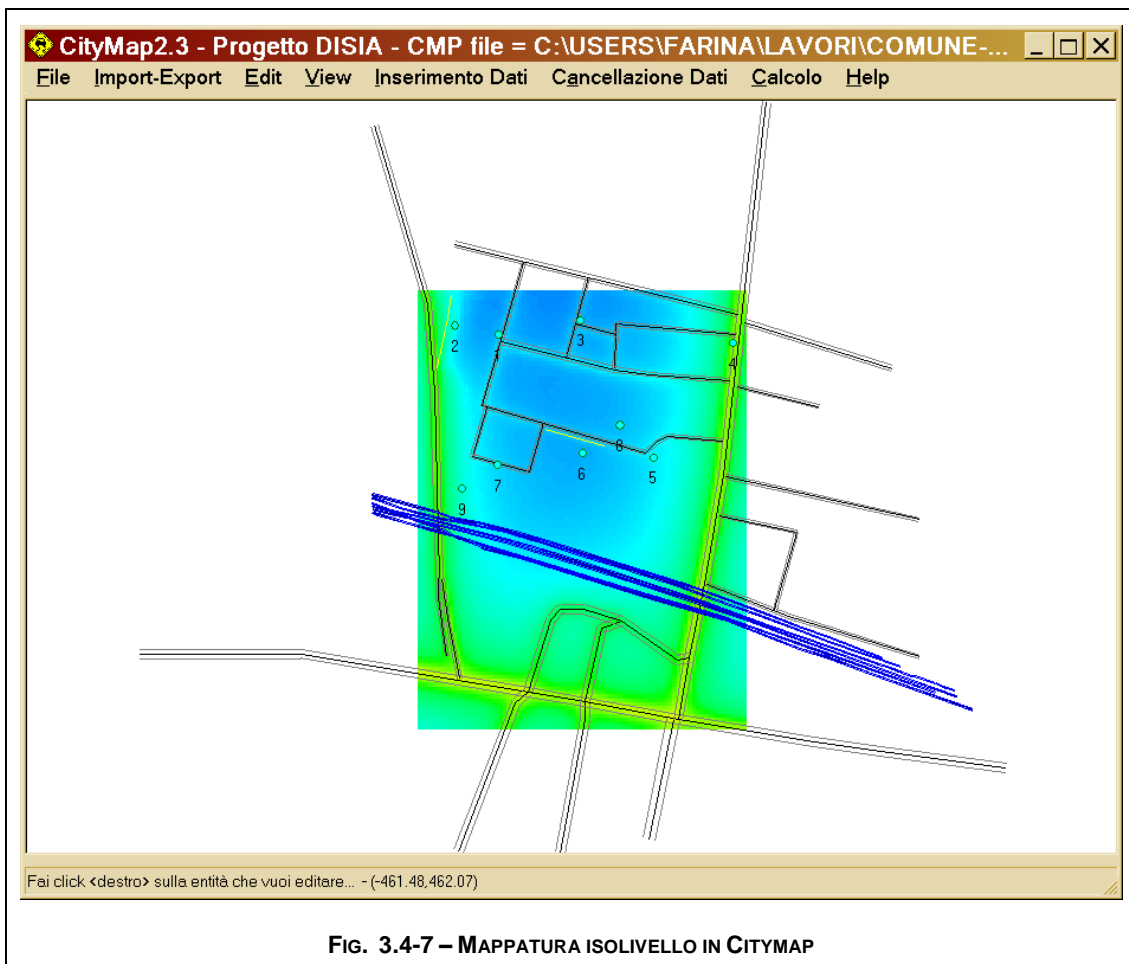 CityMap2.3 - Progetto DISIA - CMP file = C:\USERS\FARINA\LAVORI\COMUNE-...
File Import-Export Edit View Inserimento Dati Cancellazione Dati Calcolo Help
2
1
3
4
8
6
5
7
9
Fai click <destro> sulla entità che vuoi editare... - (-461.48,462.07)
FIG. 3.4-7 – MAPPATURA ISOLIVELLO IN CITYMAP